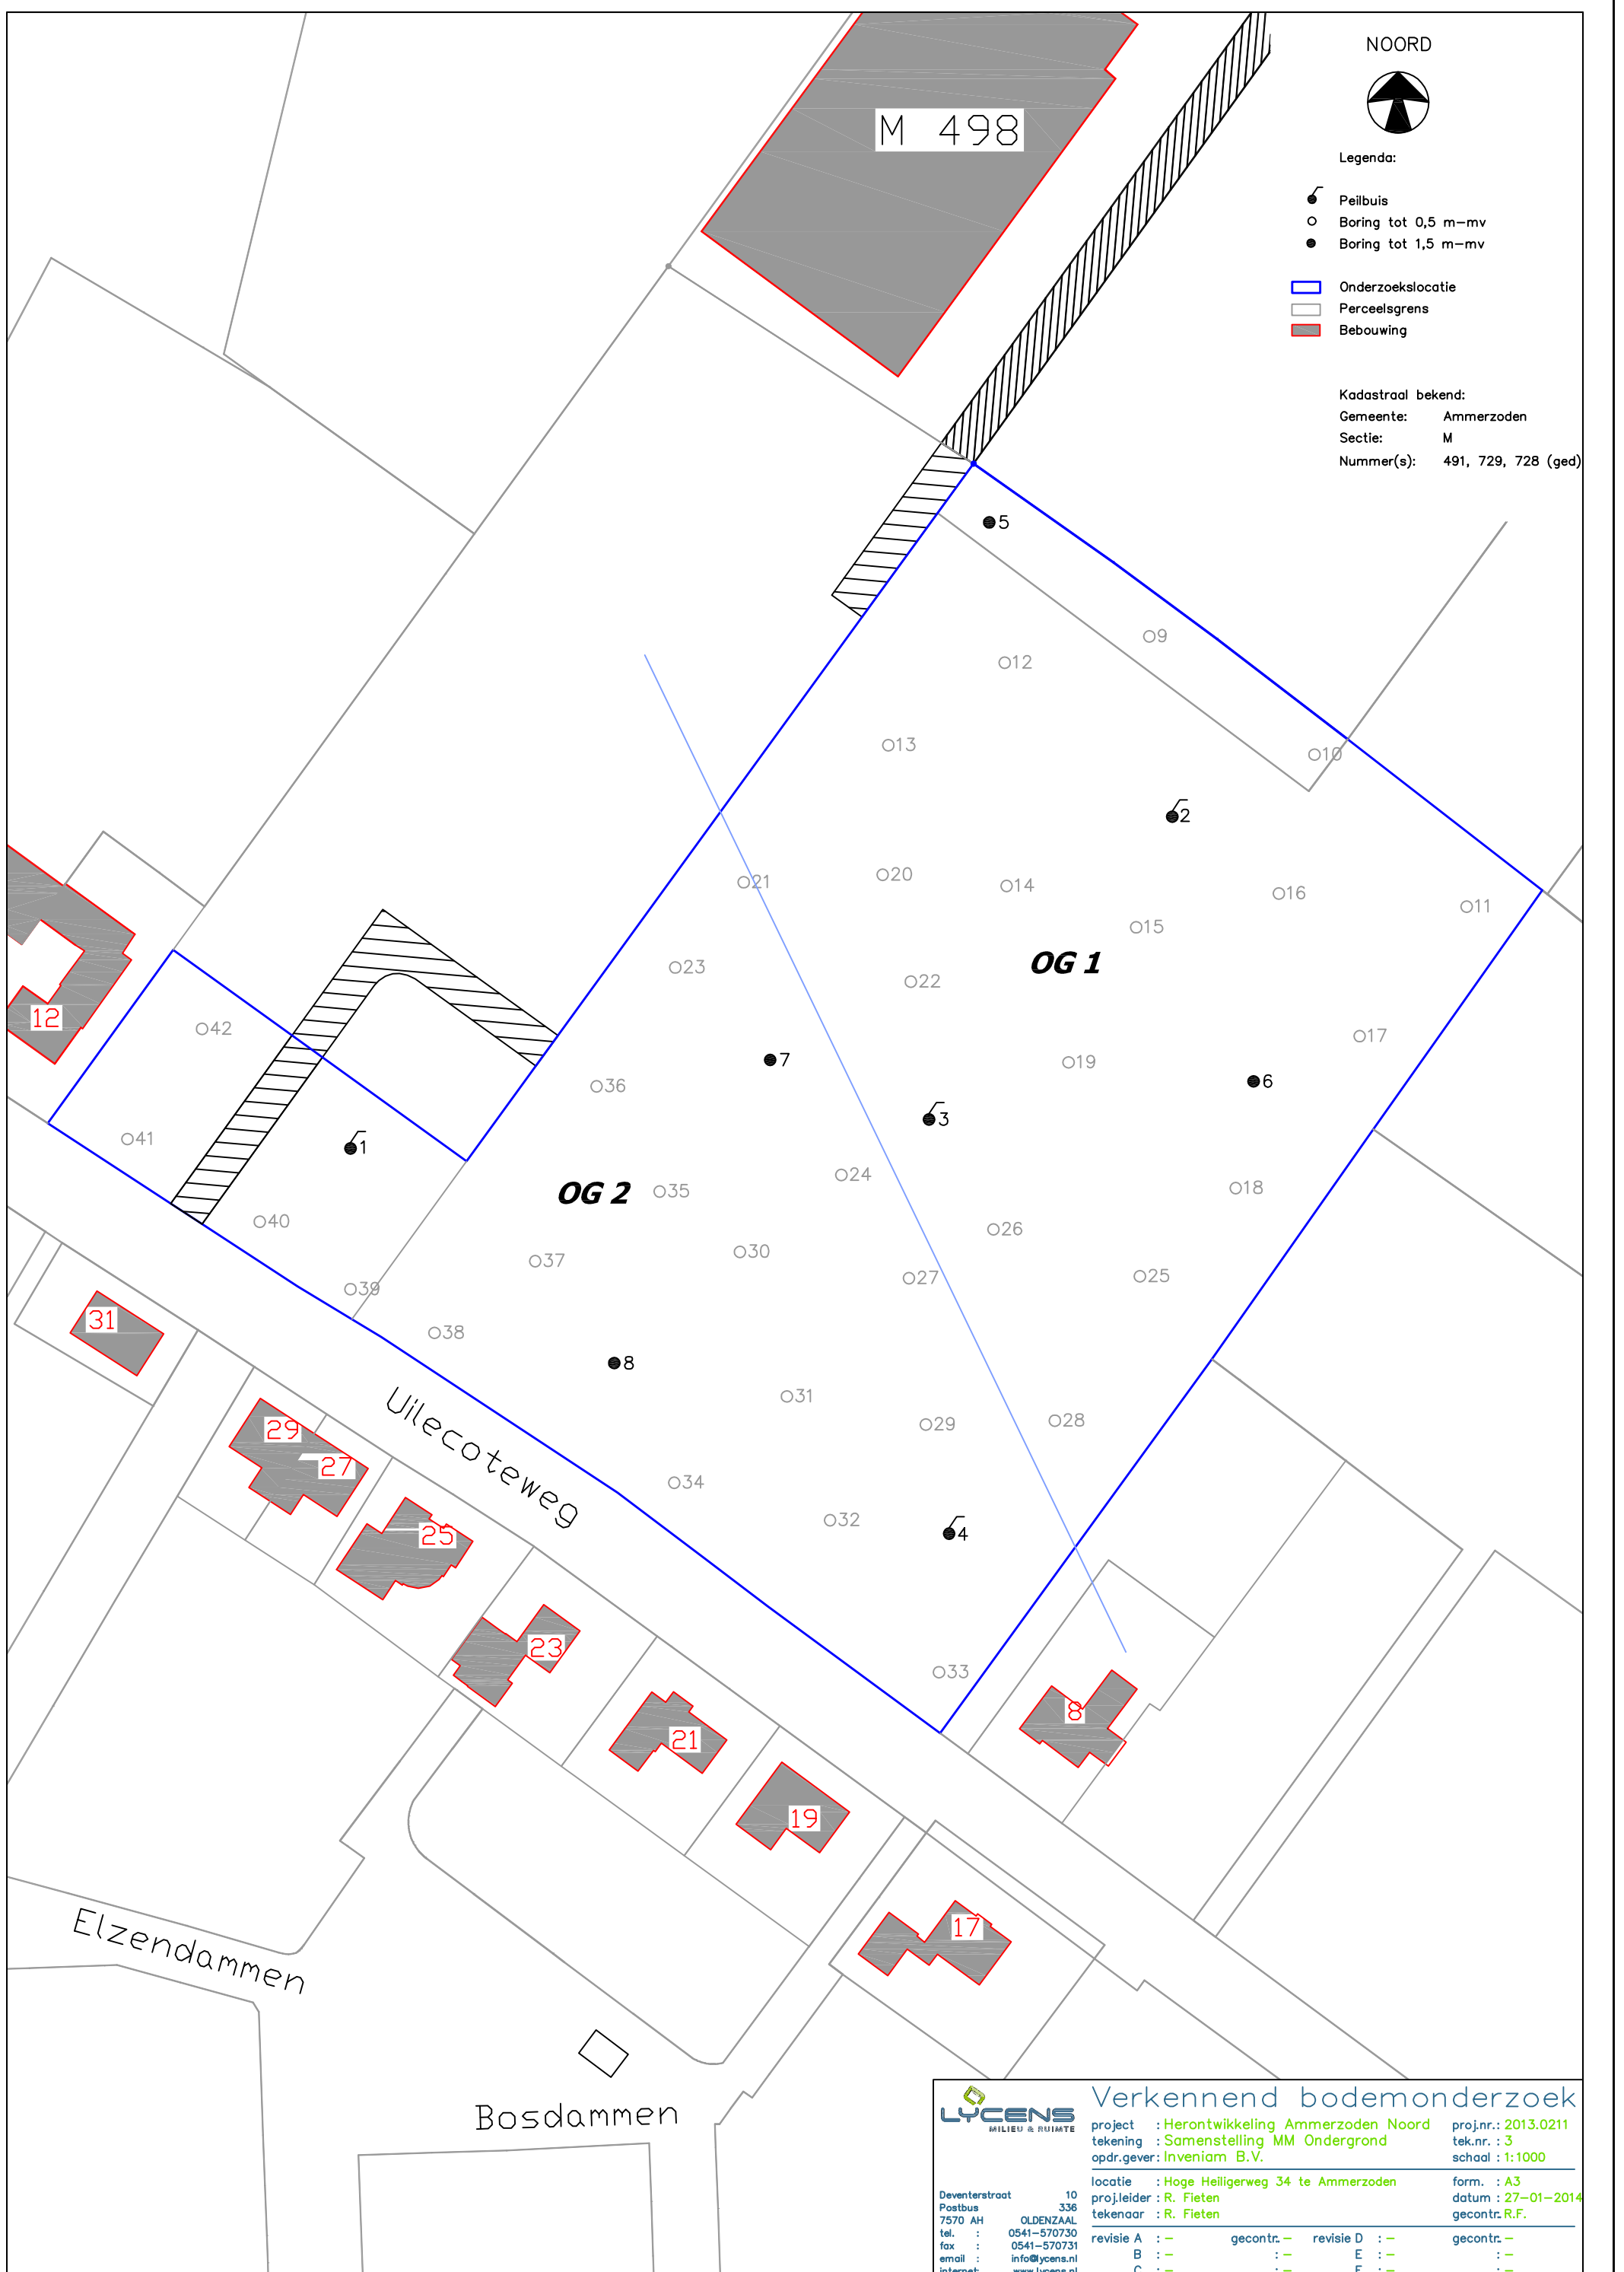 NOORD
M 498
Legenda:
Peilbuis
Boring tot 0,5 m-mv
Boring tot 1,5 m-mv
Onderzoekslocatie
Perceelsgrens
Bebouwing
Kadastraal bekend:
Gemeente: Ammerzoden
Sectie: M
Nummer(s): 491, 729, 728 (ged)
5
9
12
13
10
2
21
20
14
16
11
15
OG 1
23
22
12
42
17
7
19
6
36
3
41
1
24
OG 2
35
18
40
26
30
37
27
25
39
31
38
8
31
29
28
29
27
Uilecoteweg
34
25
32
4
23
33
8
21
19
17
Elzendammen
Bosdammen
LYCENS
MILIEU & RUIMTE
Verkennend bodemonderzoek
project : Herontwikkeling Ammerzoden Noord proj.nr.: 2013.0211
tekening : Samenstelling MM Ondergrond tek.nr. : 3
opdr.gever: Inveniam B.V. schaal : 1:1000
locatie : Hoge Heiligerweg 34 te Ammerzoden form. : A3
proj.leider : R. Fieten datum : 27-01-2014
tekenaar : R. Fieten gecontr. R.F.
Deventerstraat 10
Postbus 336
7570 AH OLDENZAAL
tel. : 0541-570730
fax : 0541-570731
email : info@lycens.nl
internet: www.lycens.nl
revisie A : - gecontr. - revisie D : - gecontr. -
B : - : - E : - : -
C : - : - F : - : -